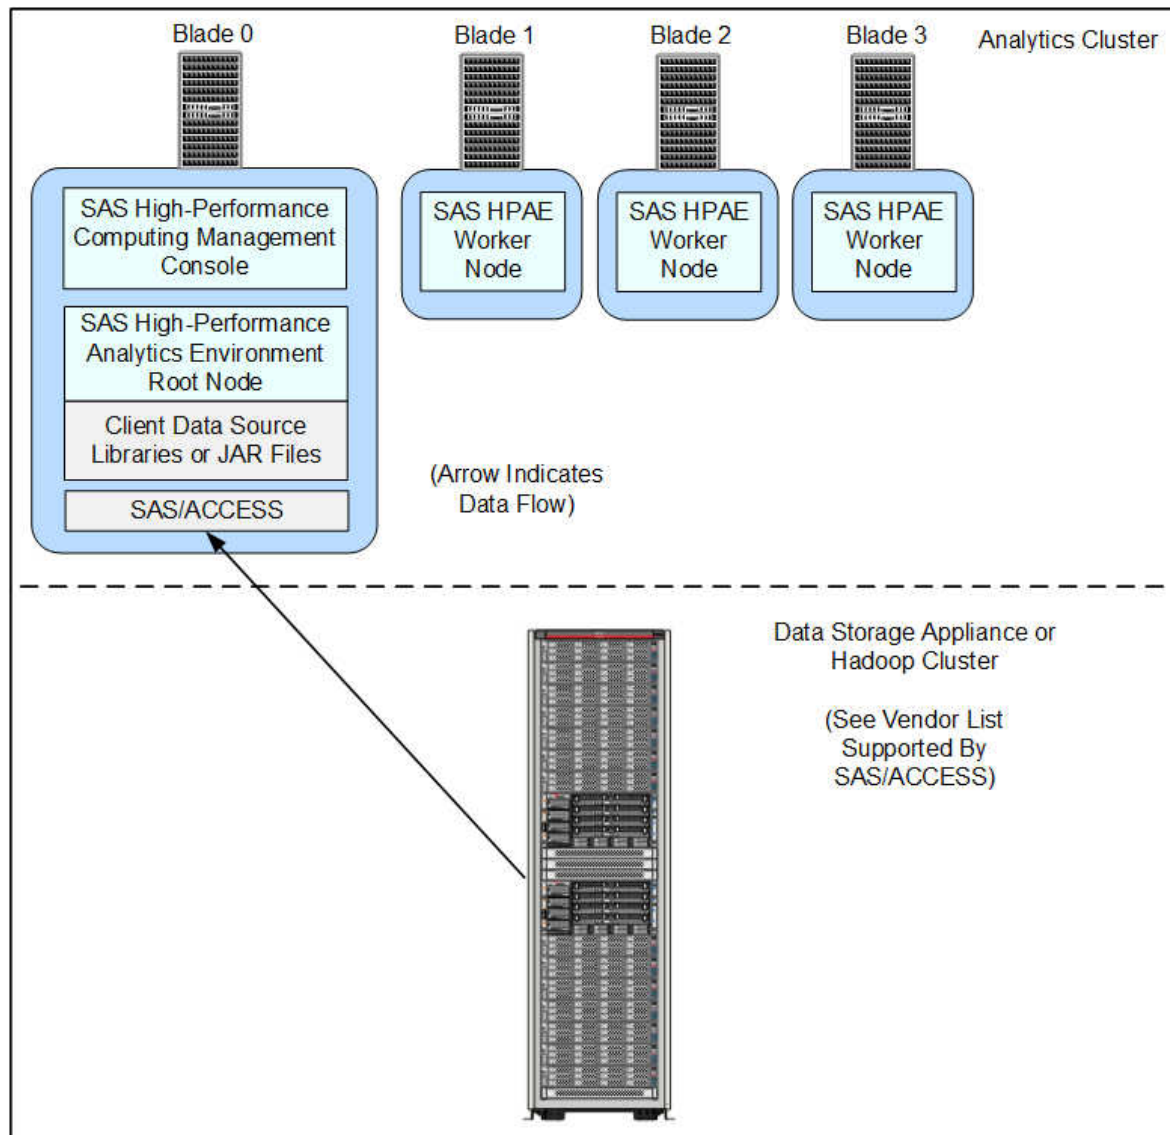 Blade 0
Blade 1
Blade 2
Blade 3
Analytics Cluster
SAS High-Performance
Computing Management
Console
SAS HPAE
Worker
Node
SAS HPAE
Worker
Node
SAS HPAE
Worker
Node
SAS High-Performance
Analytics Environment
Root Node
Client Data Source
Libraries or JAR Files
SAS/ACCESS
(Arrow Indicates
Data Flow)
Data Storage Appliance or
Hadoop Cluster
(See Vendor List
Supported By
SAS/ACCESS)